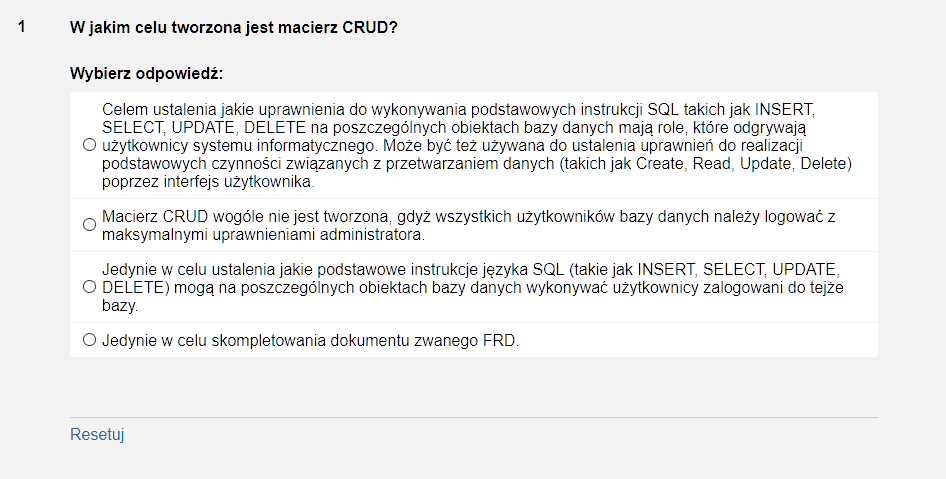 1 W jakim celu tworzona jest macierz CRUD?
Wybierz odpowiedź:
Celem ustalenia jakie uprawnienia do wykonywania podstawowych instrukcji SQL takich jak INSERT,
SELECT, UPDATE, DELETE na poszczególnych obiektach bazy danych mają role, które odgrywają
użytkownicy systemu informatycznego. Może być też używana do ustalenia uprawnień do realizacji
podstawowych czynności związanych z przetwarzaniem danych (takich jak Create, Read, Update, Delete)
poprzez interfejs użytkownika.
Macierz CRUD wogóle nie jest tworzona, gdyż wszystkich użytkowników bazy danych należy logować z
maksymalnymi uprawnieniami administratora.
Jedynie w celu ustalenia jakie podstawowe instrukcje języka SQL (takie jak INSERT, SELECT, UPDATE,
DELETE) mogą na poszczególnych obiektach bazy danych wykonywać użytkownicy zalogowani do tejże
bazy.
Jedynie w celu skompletowania dokumentu zwanego FRD.
Resetuj